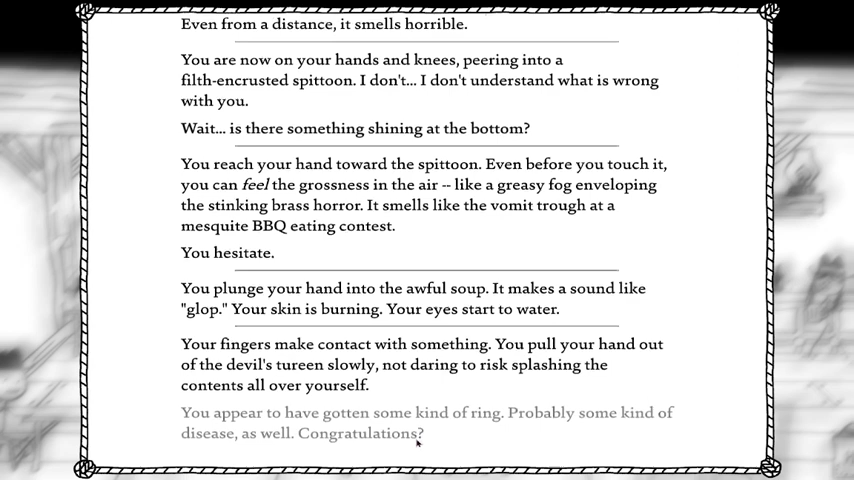 Even from a distance, it smells horrible.
You are now on your hands and knees, peering into a
filth-encrusted spittoon. I don't... I don't understand what is wrong
with you.
Wait... is there something shining at the bottom?
You reach your hand toward the spittoon. Even before you touch it,
you can feel the grossness in the air -- like a greasy fog enveloping
the stinking brass horror. It smells like the vomit trough at a
mesquite BBQ eating contest.
You hesitate.
You plunge your hand into the awful soup. It makes a sound like
"glop." Your skin is burning. Your eyes start to water.
Your fingers make contact with something. You pull your hand out
of the devil's tureen slowly, not daring to risk splashing the
contents all over yourself.
You appear to have gotten some kind of ring. Probably some kind of
disease, as well. Congratulations?